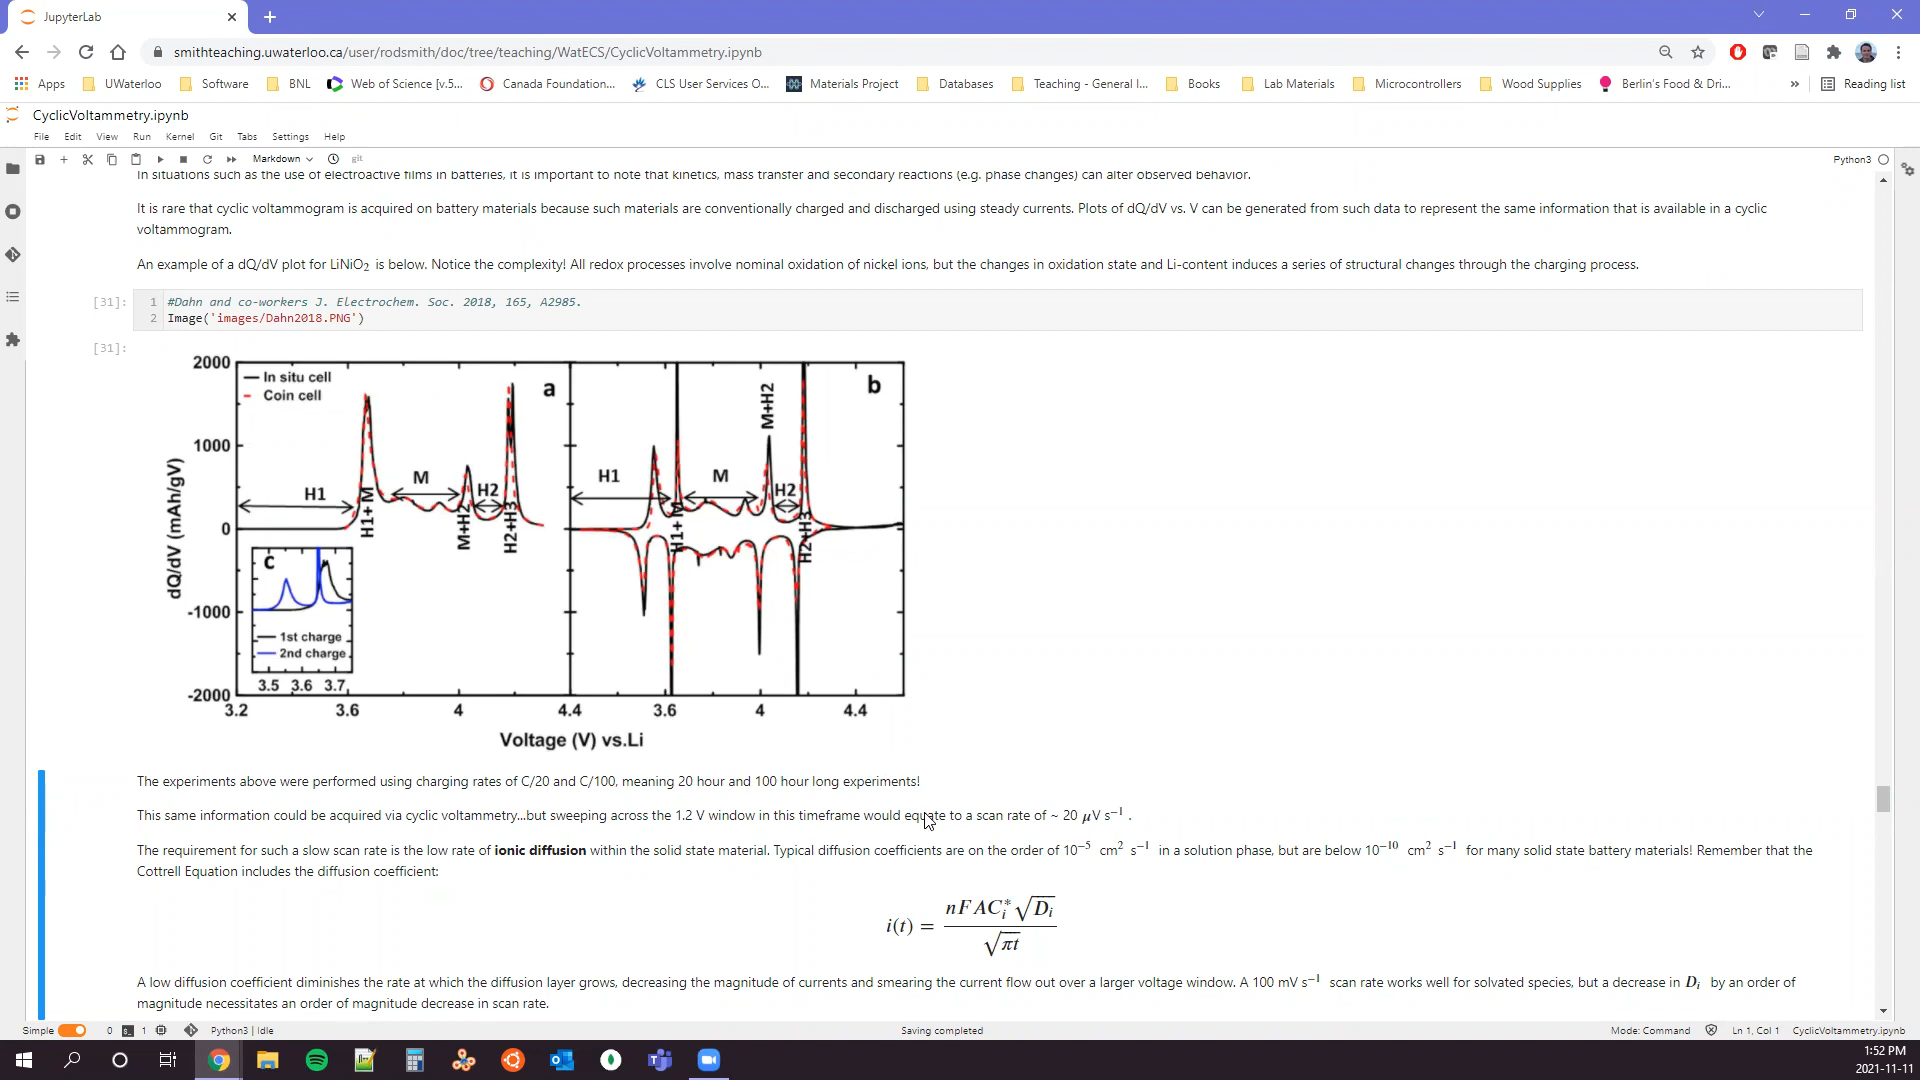 JupyterLab
smithteaching.uwaterloo.ca/user/rodsmith/doc/tree/teaching/WatECS/CyclicVoltammetry.ipynb
Apps UWaterloo Software BNL Web of Science [v.5... Canada Foundation... CLS User Services O... Materials Project Databases Teaching - General I... Books Lab Materials Microcontrollers Wood Supplies Berlin's Food & Dri... » Reading list
CyclicVoltammetry.ipynb
File Edit View Run Kernel Git Tabs Settings Help
Markdown git Python3
In situations such as the use of electroactive films in batteries, it is important to note that kinetics, mass transfer and secondary reactions (e.g. phase changes) can alter observed behavior.
It is rare that cyclic voltammogram is acquired on battery materials because such materials are conventionally charged and discharged using steady currents. Plots of dQ/dV vs. V can be generated from such data to represent the same information that is available in a cyclic
voltammogram.
An example of a dQ/dV plot for LiNiO₂ is below. Notice the complexity! All redox processes involve nominal oxidation of nickel ions, but the changes in oxidation state and Li-content induces a series of structural changes through the charging process.
[31]: 1 #Dahn and co-workers J. Electrochem. Soc. 2018, 165, A2985.
2 Image('images/Dahn2018.PNG')
[31]:
2000
1000
0
-1000
-2000
dQ/dV (mAh/gV)
In situ cell
Coin cell
a
H1
H1+ M
M
M+H2
H2
H2+H3
c
1st charge
2nd charge
3.5 3.6 3.7
b
H1
H1+ M
M
M+H2
H2
H2+H3
3.2 3.6 4 4.4 3.6 4 4.4
Voltage (V) vs.Li
The experiments above were performed using charging rates of C/20 and C/100, meaning 20 hour and 100 hour long experiments!
This same information could be acquired via cyclic voltammetry...but sweeping across the 1.2 V window in this timeframe would equate to a scan rate of ~ 20 μV s⁻¹ .
The requirement for such a slow scan rate is the low rate of ionic diffusion within the solid state material. Typical diffusion coefficients are on the order of 10⁻⁵ cm² s⁻¹ in a solution phase, but are below 10⁻¹⁰ cm² s⁻¹ for many solid state battery materials! Remember that the
Cottrell Equation includes the diffusion coefficient:
i(t) = nFAC*ᵢ√Dᵢ / √πt
A low diffusion coefficient diminishes the rate at which the diffusion layer grows, decreasing the magnitude of currents and smearing the current flow out over a larger voltage window. A 100 mV s⁻¹ scan rate works well for solvated species, but a decrease in Dᵢ by an order of
magnitude necessitates an order of magnitude decrease in scan rate.
Simple 0 1 Python3 | Idle Saving completed Mode: Command Ln 1, Col 1 CyclicVoltammetry.ipynb
1:52 PM
2021-11-11